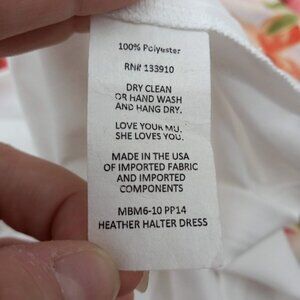 100% Polyester
RN# 133910
DRY CLEAN
OR HAND WASH
AND HANG DRY.
LOVE YOUR MU.
SHE LOVES YOU.
MADE IN THE USA
OF IMPORTED FABRIC
AND IMPORTED
COMPONENTS
MBM6-10 PP14
HEATHER HALTER DRESS